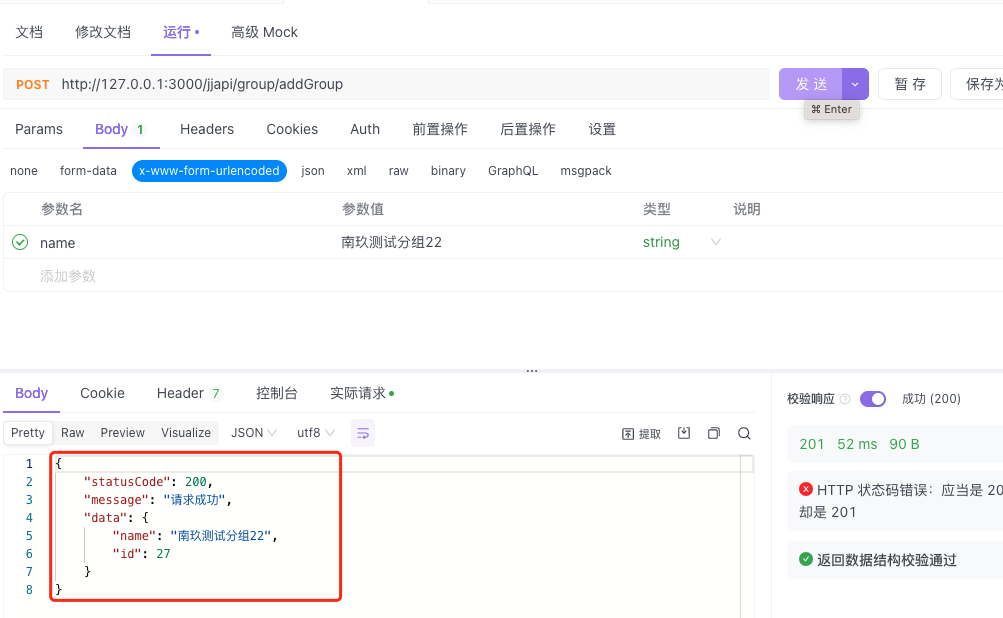 文档 修改文档 运行 高级 Mock
POST http://127.0.0.1:3000/jjapi/group/addGroup 发 送 暂 存 保存为
⌘ Enter
Params Body 1 Headers Cookies Auth 前置操作 后置操作 设置
none form-data x-www-form-urlencoded json xml raw binary GraphQL msgpack
参数名 参数值 类型 说明
name 南玖测试分组22 string
添加参数
Body Cookie Header 7 控制台 实际请求
校验响应 成功 (200)
Pretty Raw Preview Visualize JSON utf8 提取
201 52 ms 90 B
1 {
2 "statusCode": 200,
3 "message": "请求成功",
4 "data": {
5 "name": "南玖测试分组22",
6 "id": 27
7 }
8 }
HTTP 状态码错误：应当是 20
却是 201
返回数据结构校验通过